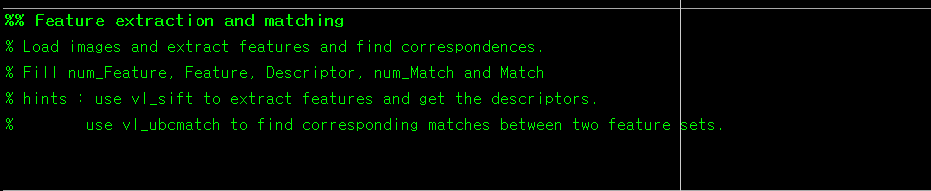 %% Feature extraction and matching
% Load images and extract features and find correspondences.
% Fill num_Feature, Feature, Descriptor, num_Match and Match
% hints : use vl_sift to extract features and get the descriptors.
%        use vl_ubcmatch to find corresponding matches between two feature sets.